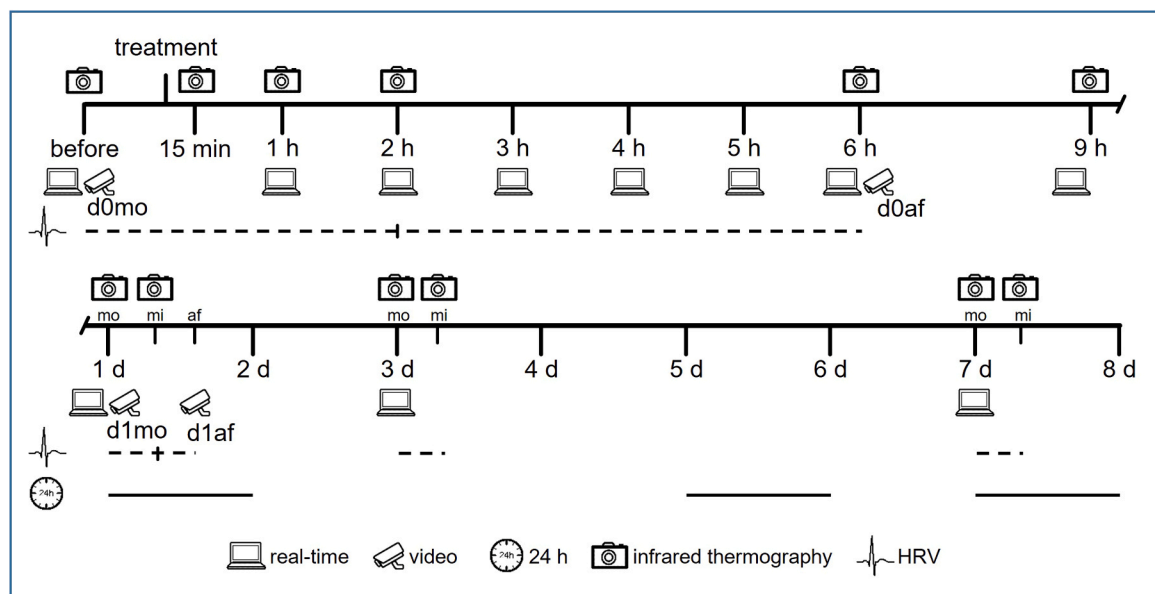 treatment
before 15 min 1 h 2 h 3 h 4 h 5 h 6 h 9 h
d0mo d0af
mo mi af mo mi mo mi
1 d 2 d 3 d 4 d 5 d 6 d 7 d 8 d
d1mo d1af
24h
real-time video 24h 24 h infrared thermography HRV